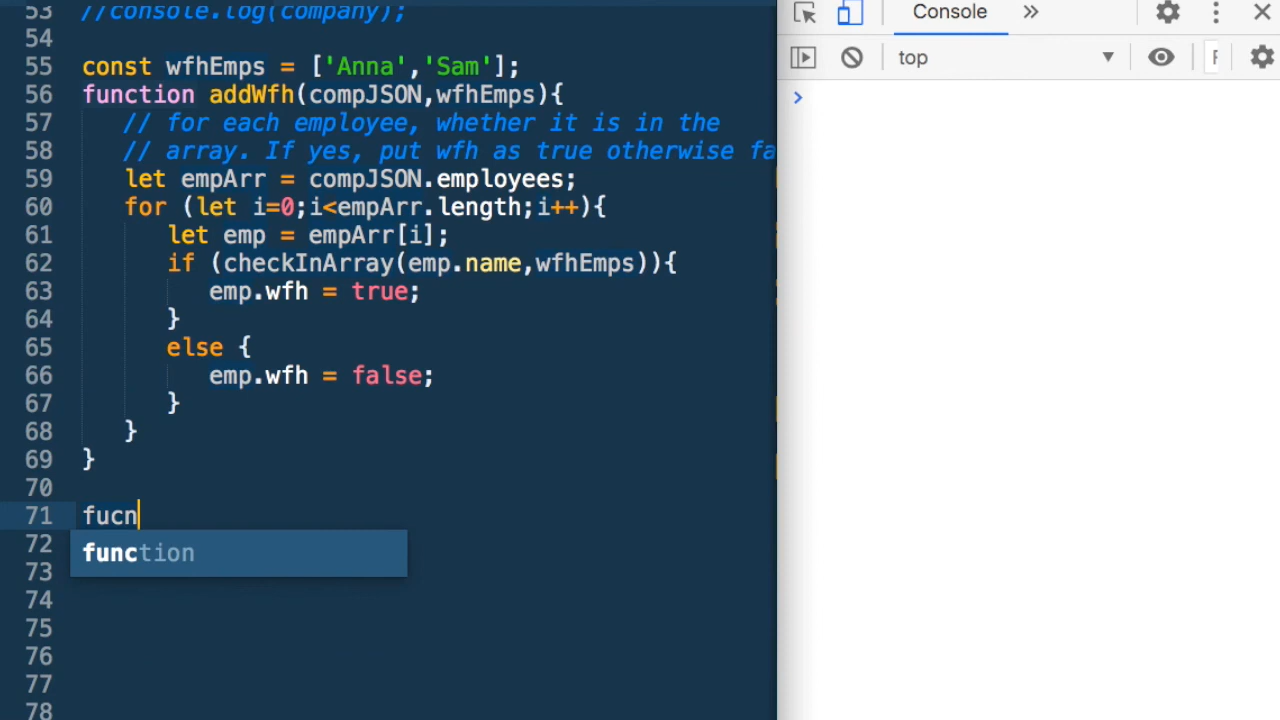 53 //console.log(company);
54
55 const wfhEmps = ['Anna','Sam'];
56 function addWfh(compJSON,wfhEmps){
57 // for each employee, whether it is in the
58 // array. If yes, put wfh as true otherwise fa
59 let empArr = compJSON.employees;
60 for (let i=0;i<empArr.length;i++){
61 let emp = empArr[i];
62 if (checkInArray(emp.name,wfhEmps)){
63 emp.wfh = true;
64 }
65 else {
66 emp.wfh = false;
67 }
68 }
69 }
70
71 fucn
function
72
73
74
75
76
77
78
Console »
top
>